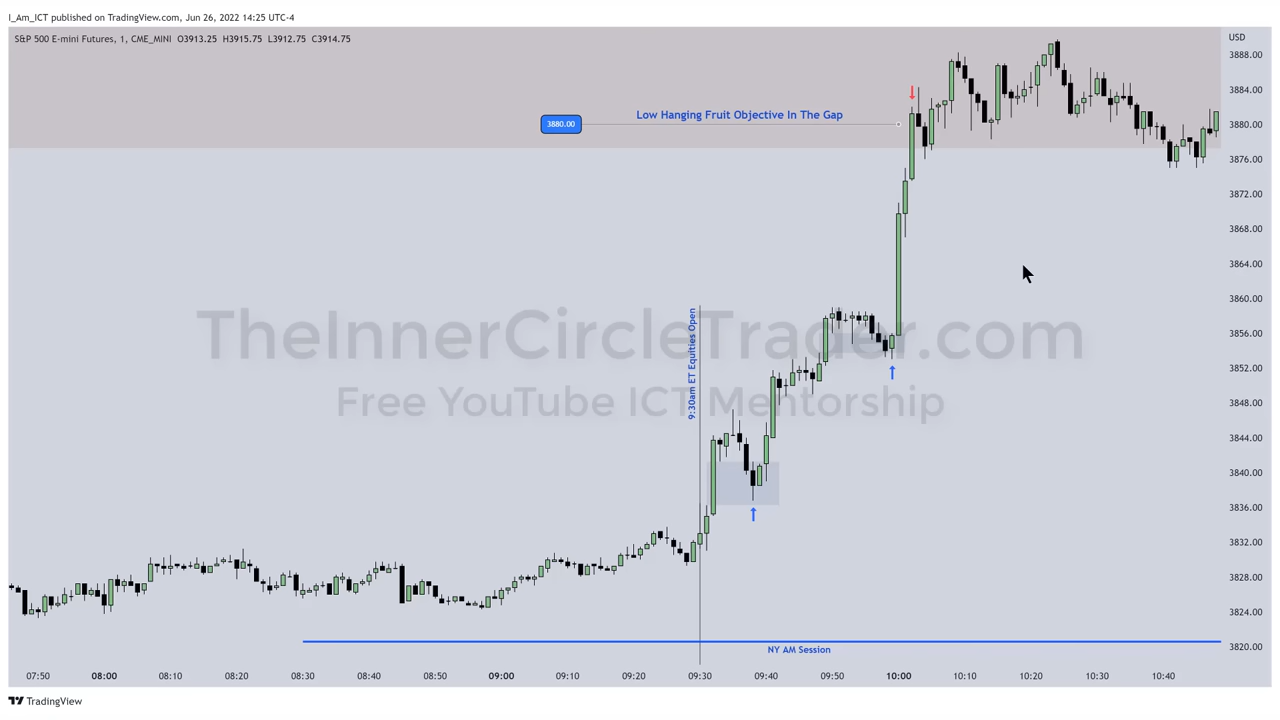 I_Am_ICT published on TradingView.com, Jun 26, 2022 14:25 UTC-4
S&P 500 E-mini Futures, 1, CME_MINI O3913.25 H3915.75 L3912.75 C3914.75
USD
3888.00
3884.00
Low Hanging Fruit Objective In The Gap
3880.00
3880.00
3876.00
3872.00
3868.00
3864.00
3860.00
3856.00
TheInnerCircleTrader.com
9:30am ET Equities Open
3852.00
3848.00
Free YouTube ICT Mentorship
3844.00
3840.00
3836.00
3832.00
3828.00
3824.00
3820.00
NY AM Session
07:50 08:00 08:10 08:20 08:30 08:40 08:50 09:00 09:10 09:20 09:30 09:40 09:50 10:00 10:10 10:20 10:30 10:40
TradingView